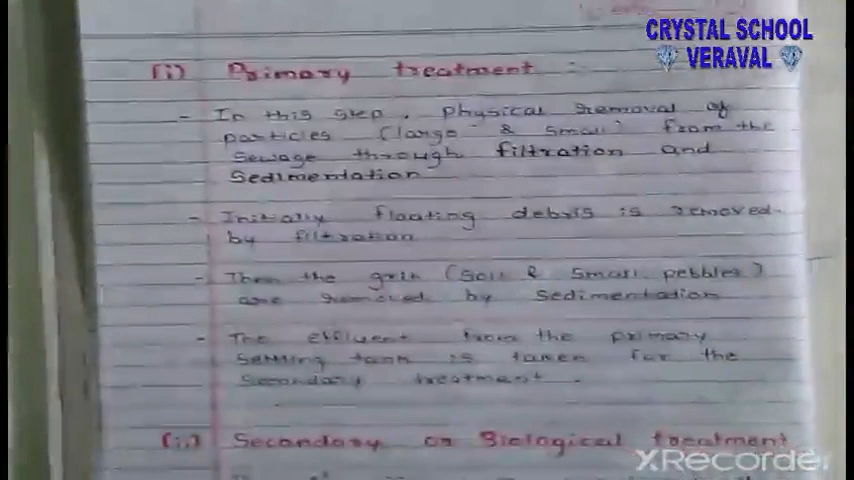 CRYSTAL SCHOOL
VERAVAL
(i) Primary treatment :
- In this step, physical removal of
particles (large & small) from the
sewage through filtration and
Sedimentation
- Initially floating debris is removed
by filtration
- Then the grit (soil & small pebbles)
are removed by sedimentation
- The effluent from the primary
settling tank is taken for the
secondary treatment.
(ii) Secondary or Biological treatment
XRecorder